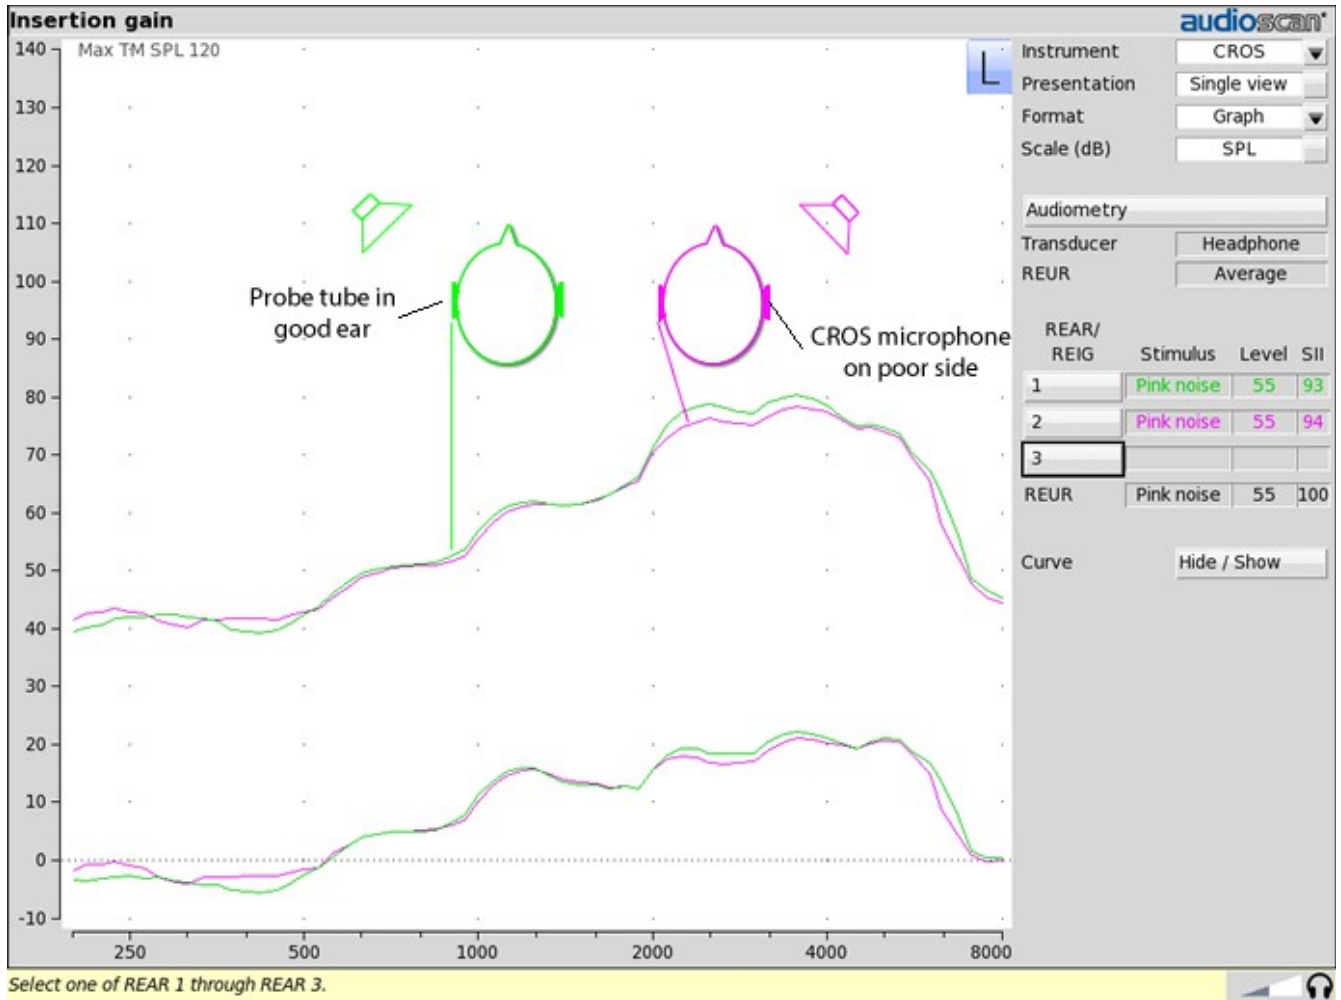 Insertion gain
audioscan
Max TM SPL 120
L
140
130
120
110
100
90
80
70
60
50
40
30
20
10
0
-10
250 500 1000 2000 4000 8000
Probe tube in
good ear
CROS microphone
on poor side
Instrument CROS
Presentation Single view
Format Graph
Scale (dB) SPL
Audiometry
Transducer Headphone
REUR Average
REAR/
REIG Stimulus Level SII
1 Pink noise 55 93
2 Pink noise 55 94
3
REUR Pink noise 55 100
Curve Hide / Show
Select one of REAR 1 through REAR 3.